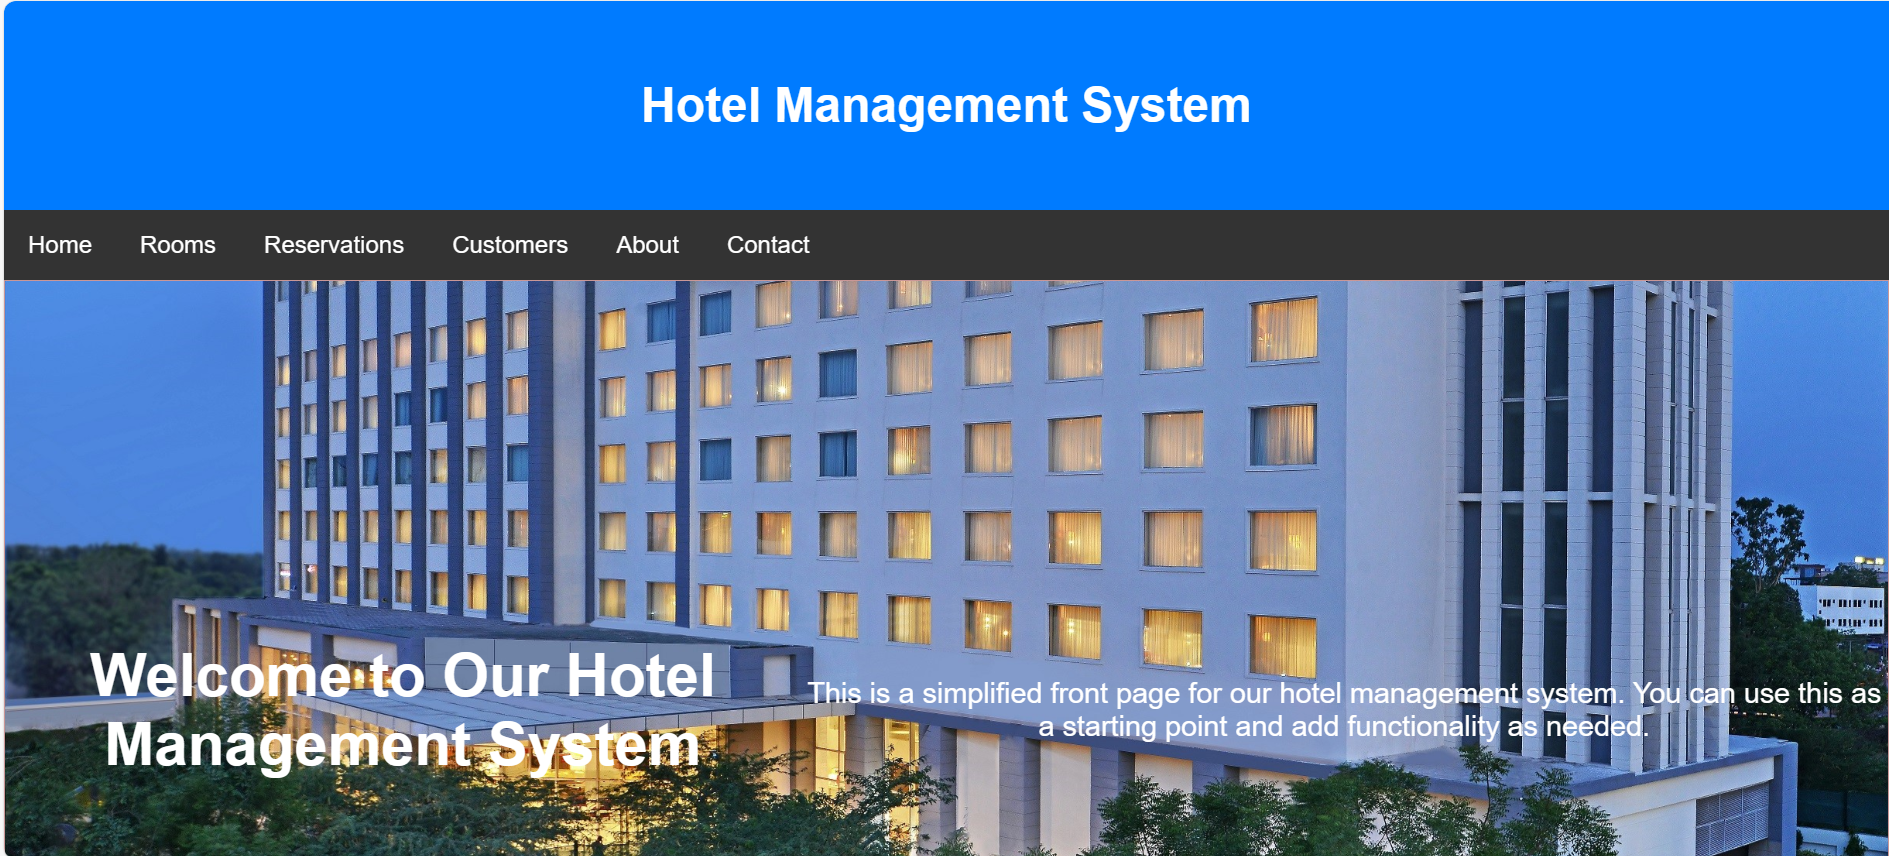 Hotel Management System
Home Rooms Reservations Customers About Contact
Welcome to Our Hotel
Management System
This is a simplified front page for our hotel management system. You can use this as
a starting point and add functionality as needed.